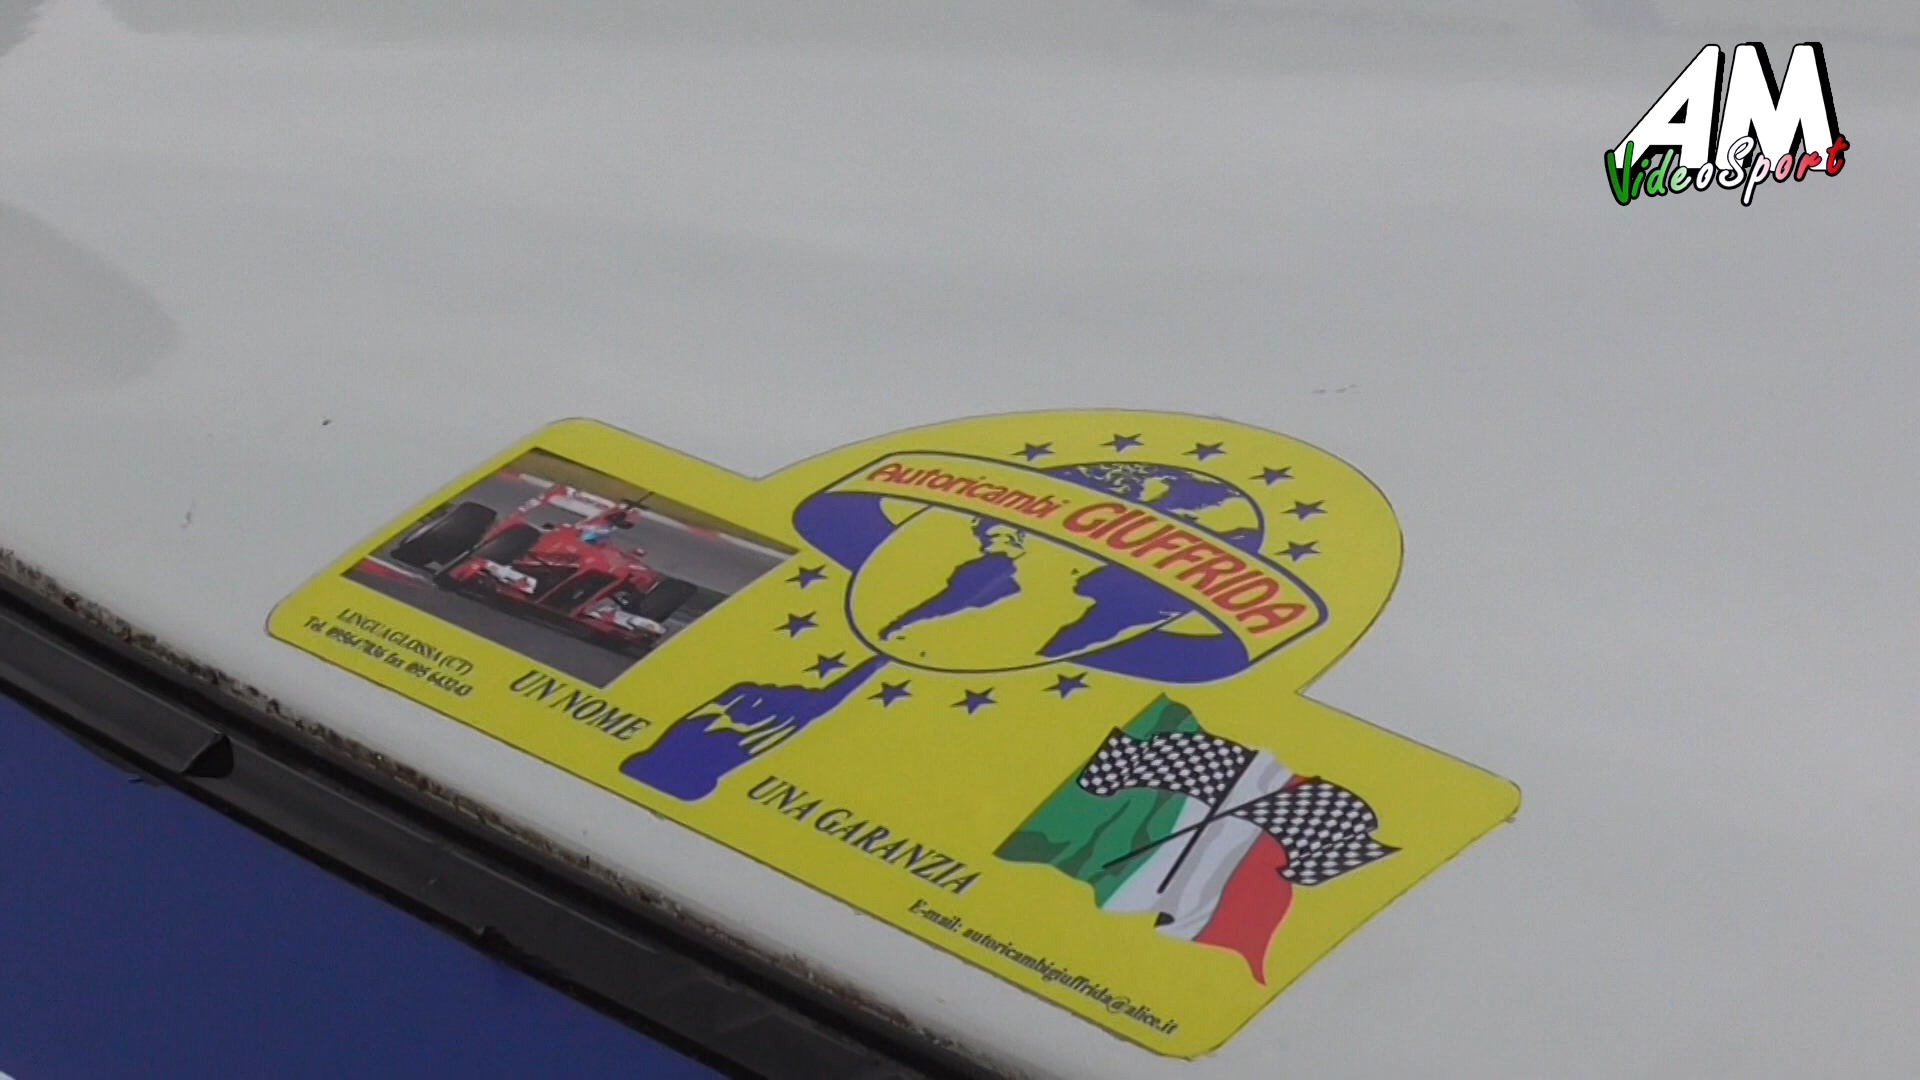 AM
VideoSport
Autoricambi GIUFFRIDA
LINGUAGLOSSA (CT)
UN NOME
UNA GARANZIA
E-mail: autoricambigiuffrida@alice.it